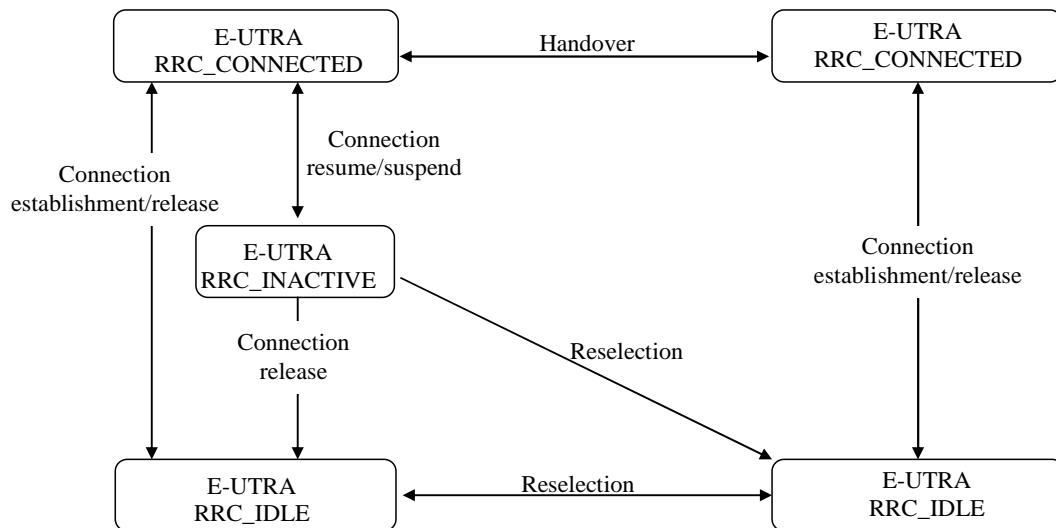 E-UTRA
RRC_CONNECTED
Handover
E-UTRA
RRC_CONNECTED
Connection
resume/suspend
Connection
establishment/release
E-UTRA
RRC_INACTIVE
Connection
establishment/release
Connection
release
Reselection
E-UTRA
RRC_IDLE
Reselection
E-UTRA
RRC_IDLE